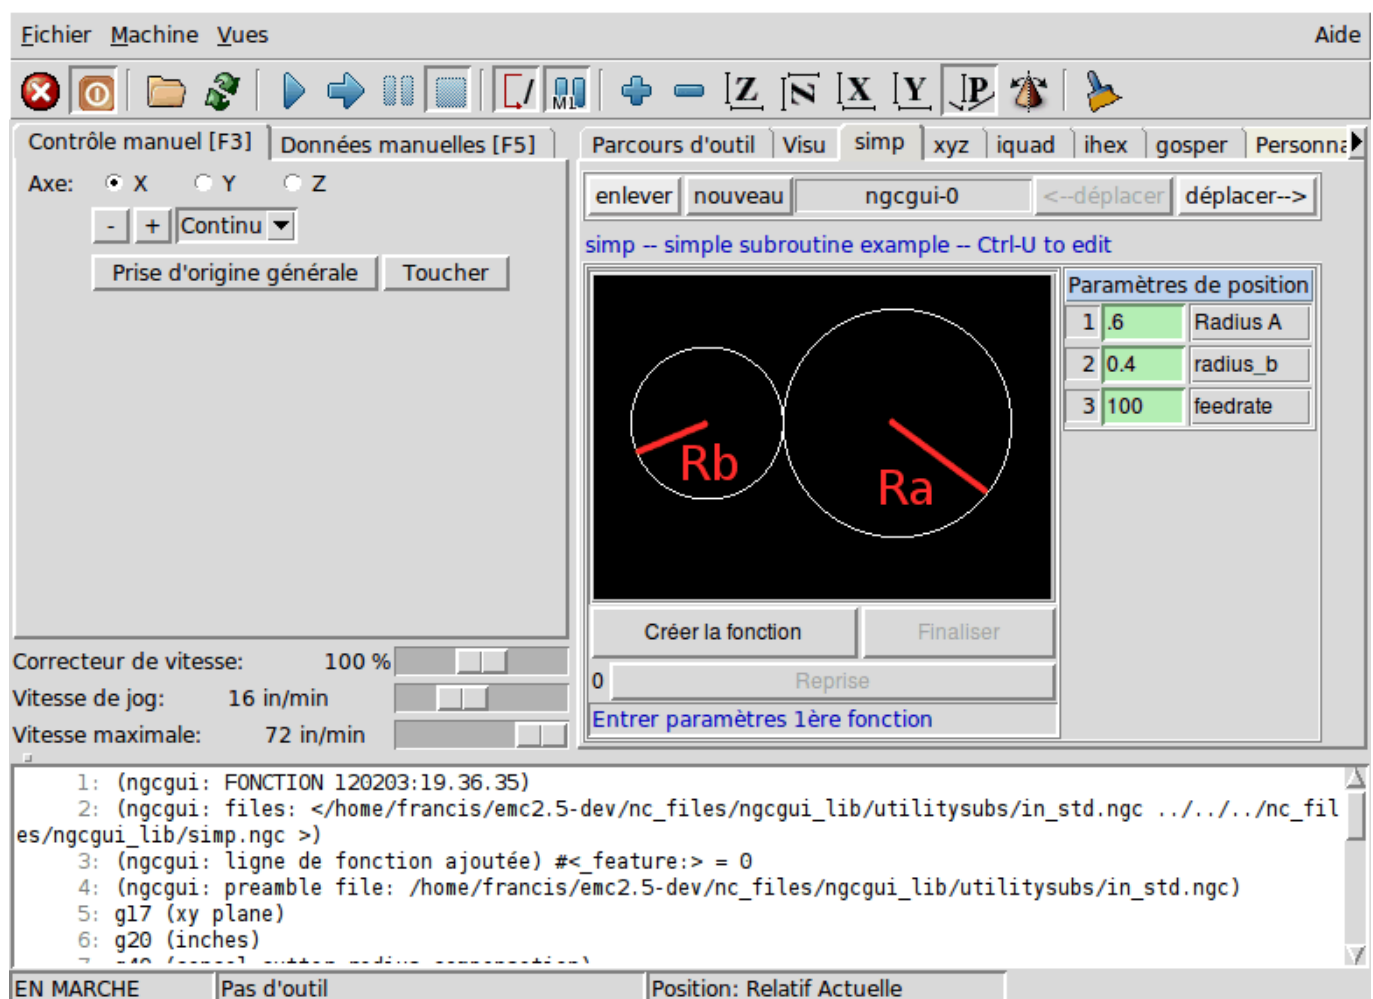 Fichier Machine Vues Aide
M1 Z N X Y P
Contrôle manuel [F3] Données manuelles [F5]
Parcours d'outil Visu simp xyz iquad ihex gosper Personna
Axe: X Y Z
- + Continu
Prise d'origine générale Toucher
enlever nouveau ngcgui-0 <--déplacer déplacer-->
simp -- simple subroutine example -- Ctrl-U to edit
Rb
Ra
Paramètres de position
1 .6 Radius A
2 0.4 radius_b
3 100 feedrate
Créer la fonction Finaliser
0 Reprise
Entrer paramètres 1ère fonction
Correcteur de vitesse: 100 %
Vitesse de jog: 16 in/min
Vitesse maximale: 72 in/min
1: (ngcgui: FONCTION 120203:19.36.35)
2: (ngcgui: files: </home/francis/emc2.5-dev/nc_files/ngcgui_lib/utilitysubs/in_std.ngc ../../../nc_fil
es/ngcgui_lib/simp.ngc >)
3: (ngcgui: ligne de fonction ajoutée) #<_feature:> = 0
4: (ngcgui: preamble file: /home/francis/emc2.5-dev/nc_files/ngcgui_lib/utilitysubs/in_std.ngc)
5: g17 (xy plane)
6: g20 (inches)
EN MARCHE Pas d'outil Position: Relatif Actuelle